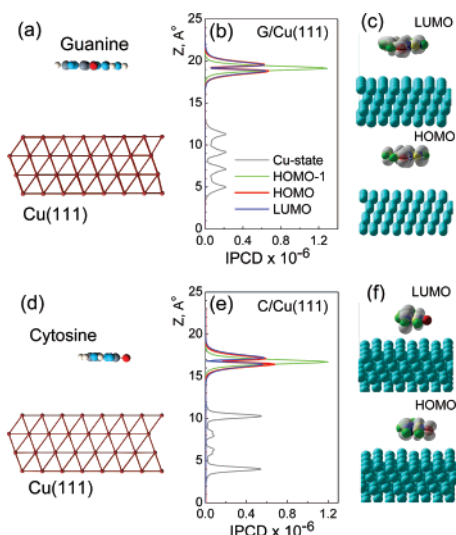 (a)
Guanine
Cu(111)
(b) G/Cu(111)
Z, A°
25
20
15
10
5
0
Cu-state
HOMO-1
HOMO
LUMO
0.0 0.4 0.8 1.2
IPCD x 10-6
(c)
LUMO
HOMO
(d)
Cytosine
Cu(111)
(e) C/Cu(111)
Z, A°
25
20
15
10
5
0
0.0 0.4 0.8 1.2
IPCD x 10-6
(f)
LUMO
HOMO